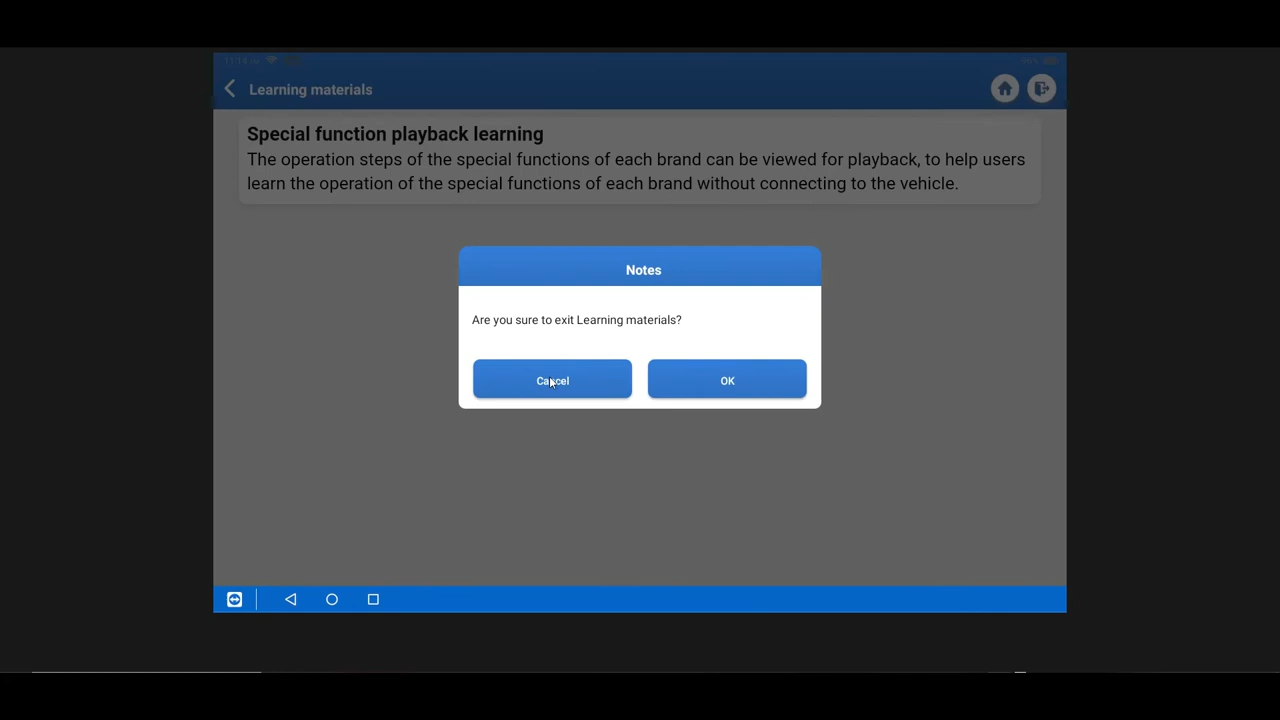 Learning materials
Special function playback learning
The operation steps of the special functions of each brand can be viewed for playback, to help users
learn the operation of the special functions of each brand without connecting to the vehicle.
Notes
Are you sure to exit Learning materials?
Cancel
OK